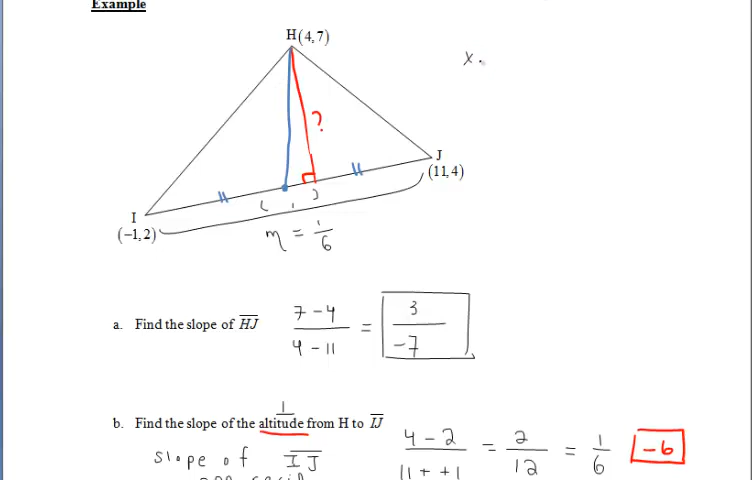 Example
H(4,7)
x.
?
J
(11,4)
I
(-1,2)
( , )
m = 1/6
a. Find the slope of HJ
7-4 / 4-11 = 3 / -7
b. Find the slope of the altitude from H to IJ
⊥
slope of IJ
4-2 / 11++1 = 2/12 = 1/6 -6